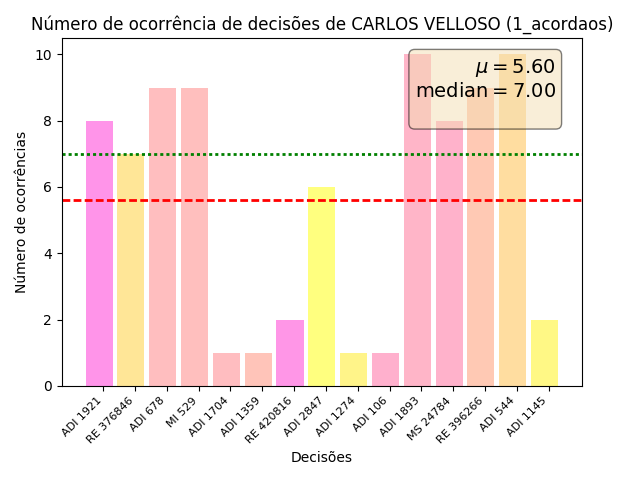 Número de ocorrência de decisões de CARLOS VELLOSO (1_acordaos)
μ = 5.60
median = 7.00
Número de ocorrências
10
8
6
4
2
0
ADI 1921
RE 376846
ADI 678
MI 529
ADI 1704
ADI 1359
RE 420816
ADI 2847
ADI 1274
ADI 106
ADI 1893
MS 24784
RE 396266
ADI 544
ADI 1145
Decisões